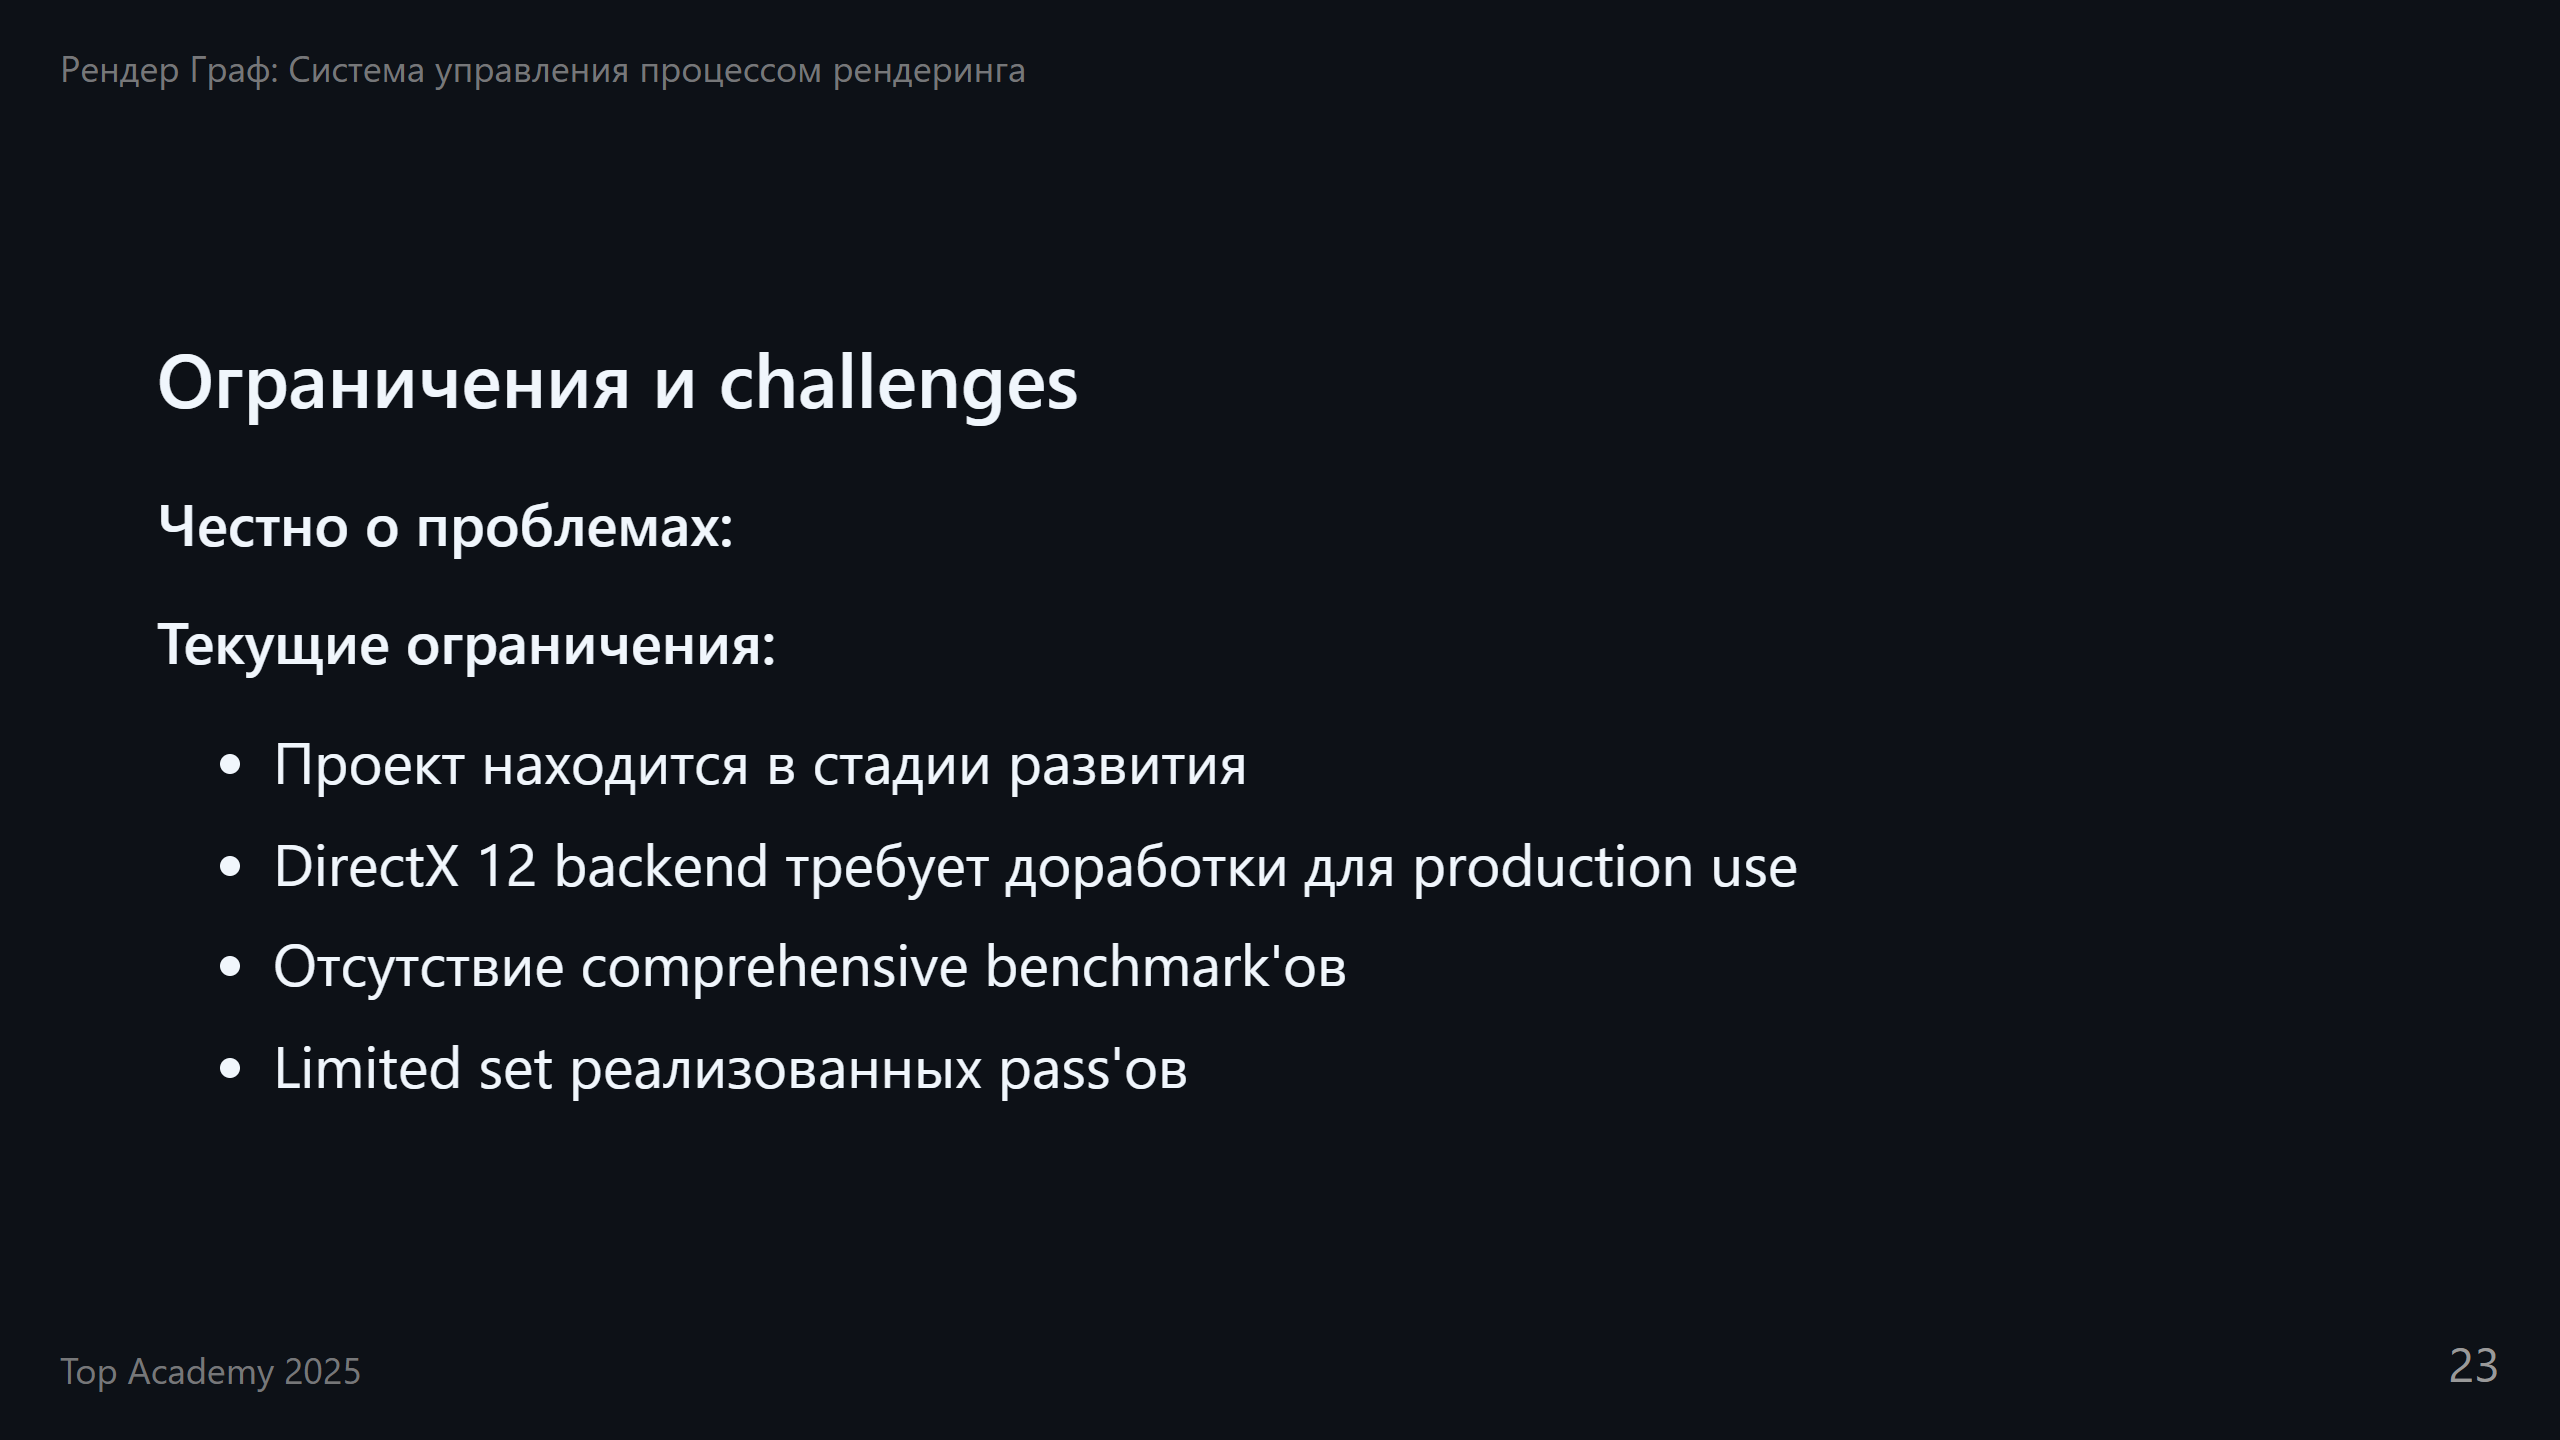 Рендер Граф: Система управления процессом рендеринга
Ограничения и challenges
Честно о проблемах:
Текущие ограничения:
• Проект находится в стадии развития
• DirectX 12 backend требует доработки для production use
• Отсутствие comprehensive benchmark'ов
• Limited set реализованных pass'ов
Top Academy 2025
23